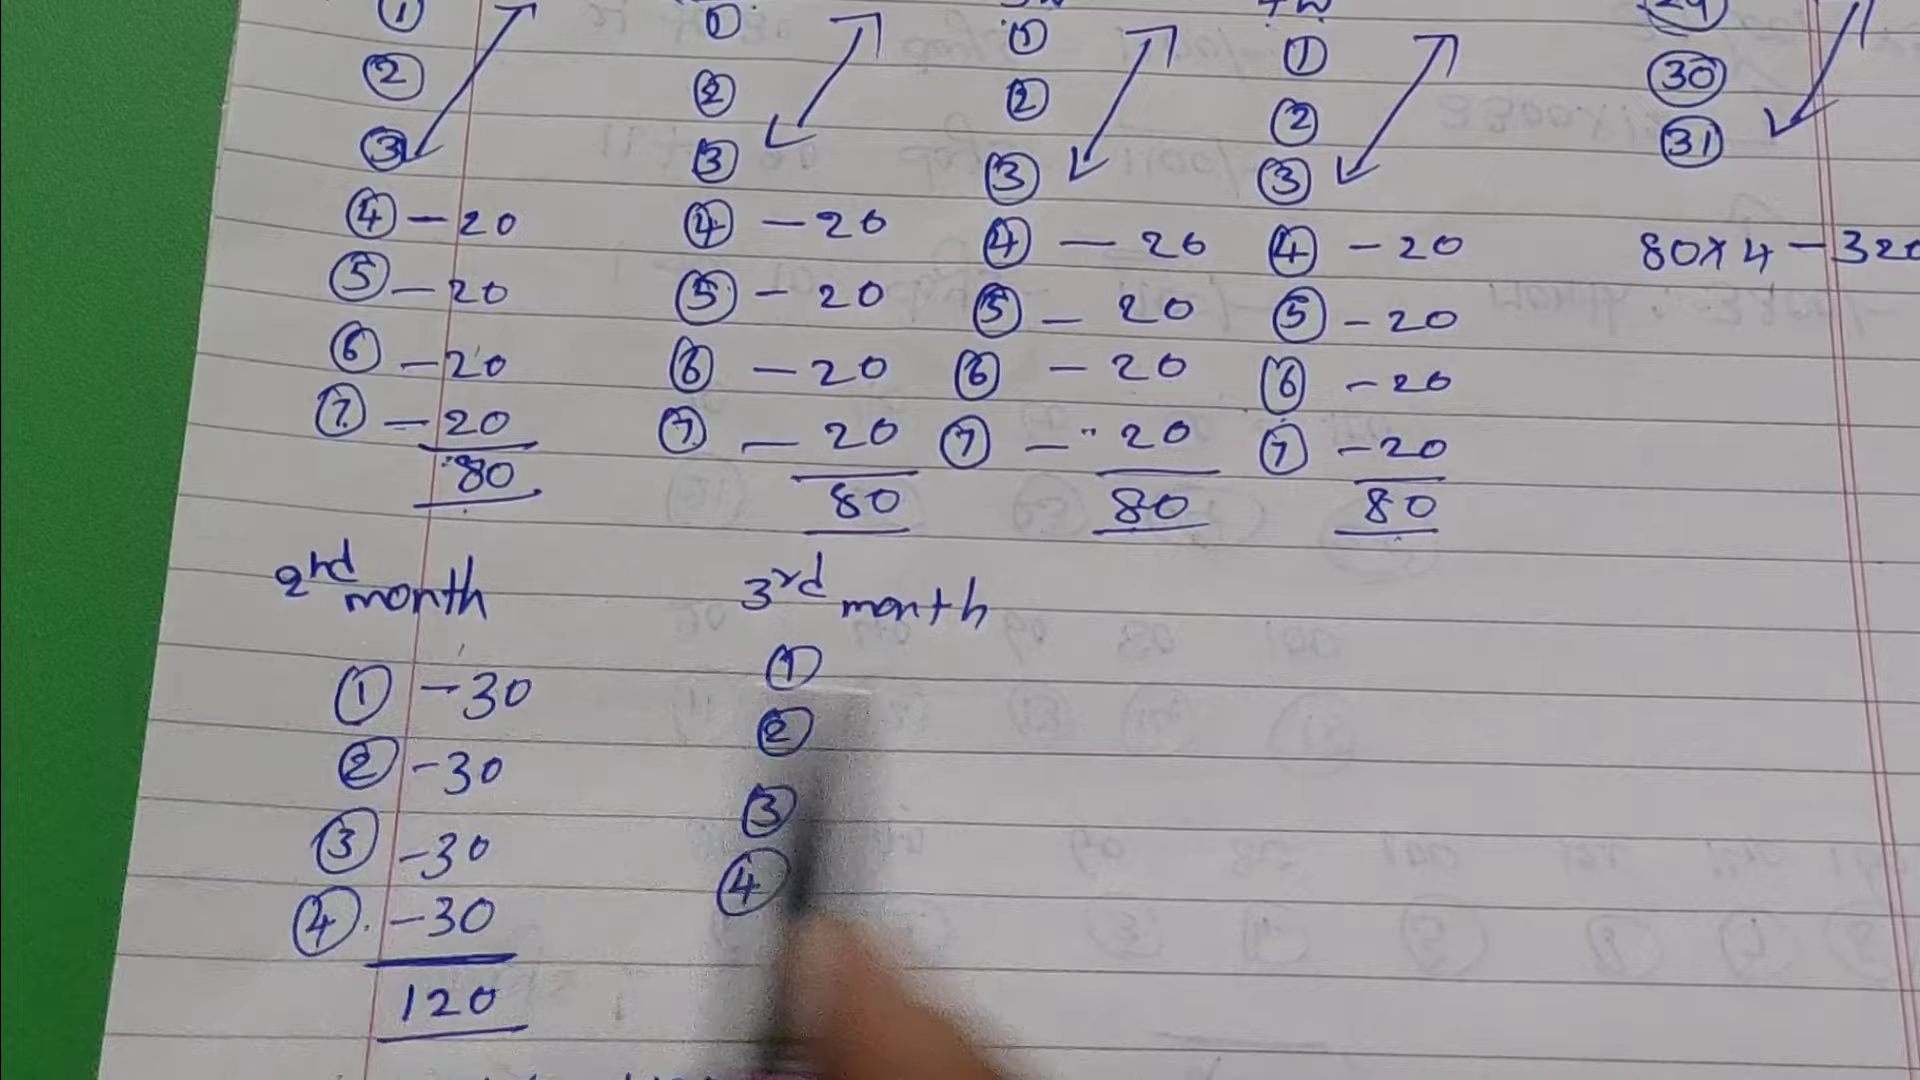 ① ① ① ①
② ② ② ② 30
③ ③ ③ ③ 31
④ - 20 ④ - 20 ④ - 20 ④ - 20 80 x 4 - 320
⑤ - 20 ⑤ - 20 ⑤ - 20 ⑤ - 20
⑥ - 20 ⑥ - 20 ⑥ - 20 ⑥ - 20
⑦ - 20 ⑦ - 20 ⑦ - 20 ⑦ - 20
80 80 80 80
2nd month 3rd month
① - 30 ①
② - 30 ②
③ - 30 ③
④ - 30 ④
120